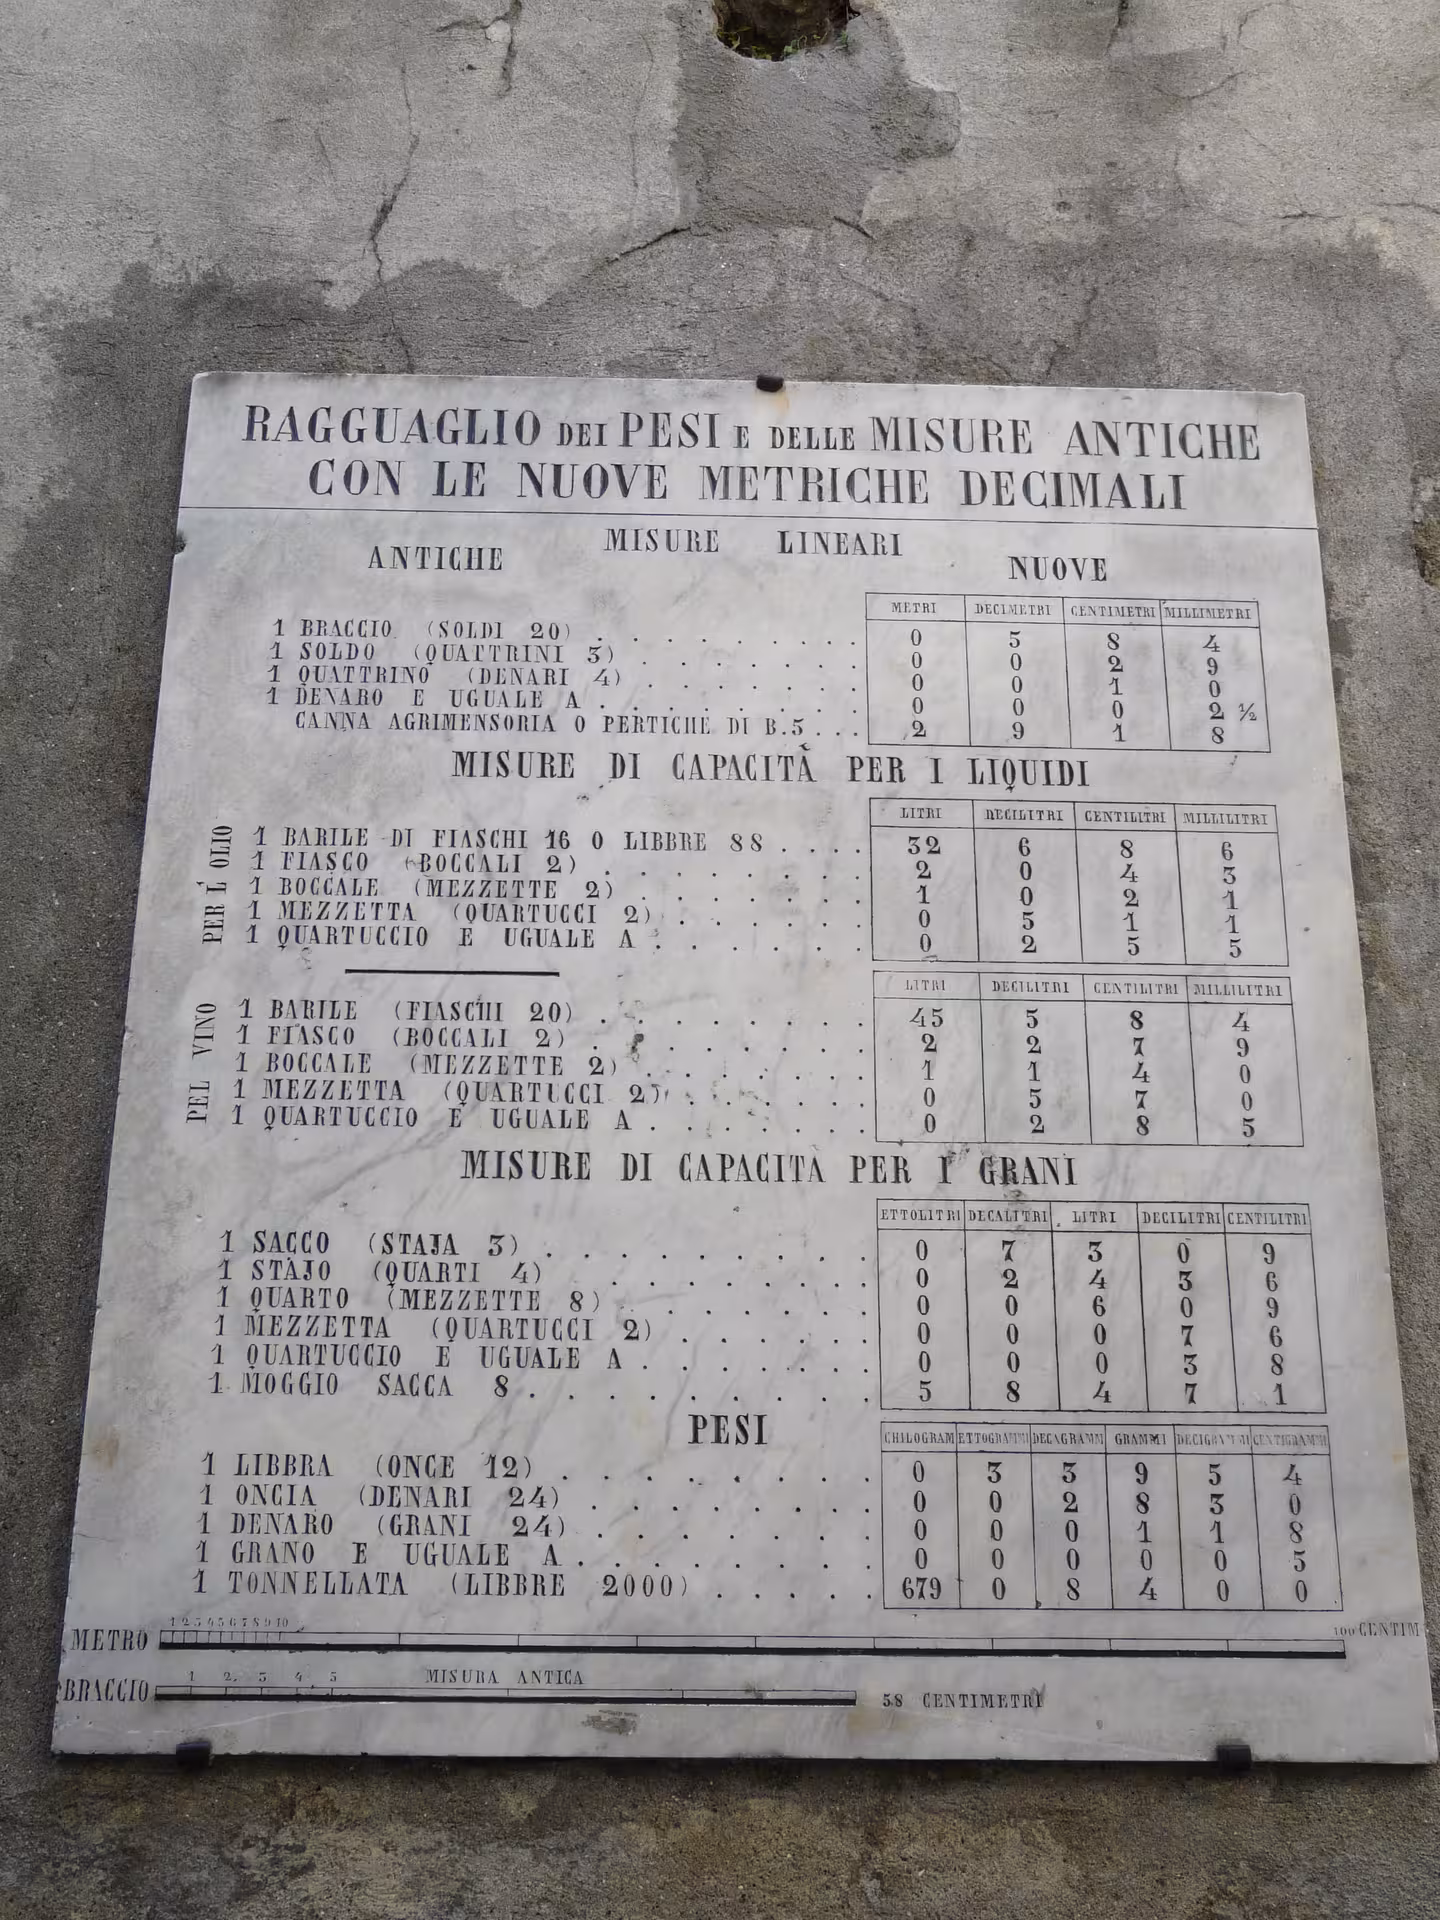 RAGGUAGLIO DEI PESI E DELLE MISURE ANTICHE
CON LE NUOVE METRICHE DECIMALI
MISURE LINEARI
ANTICHE NUOVE
METRI DECIMETRI CENTIMETRI MILLIMETRI
1 BRACCIO (SOLDI 20) 0 5 8 4
1 SOLDO (QUATTRINI 3) 0 0 2 9
1 QUATTRINO (DENARI 4) 0 0 1 0
1 DENARO E UGUALE A 0 0 0 2 ½
CANNA AGRIMENSORIA O PERTICHE DI B.5 2 9 1 8
MISURE DI CAPACITÀ PER I LIQUIDI
PER L'OLIO
LITRI DECILITRI CENTILITRI MILLILITRI
1 BARILE DI FIASCHI 16 O LIBBRE 88 32 6 8 6
1 FIASCO (BOCCALI 2) 2 0 4 3
1 BOCCALE (MEZZETTE 2) 1 0 2 1
1 MEZZETTA (QUARTUCCI 2) 0 5 1 1
1 QUARTUCCIO E UGUALE A 0 2 5 5
PEL VINO
LITRI DECILITRI CENTILITRI MILLILITRI
1 BARILE (FIASCHI 20) 45 5 8 4
1 FIASCO (BOCCALI 2) 2 2 7 9
1 BOCCALE (MEZZETTE 2) 1 1 4 0
1 MEZZETTA (QUARTUCCI 2) 0 5 7 0
1 QUARTUCCIO E UGUALE A 0 2 8 5
MISURE DI CAPACITÀ PER I GRANI
ETTOLITRI DECALITRI LITRI DECILITRI CENTILITRI
1 SACCO (STAJA 3) 0 7 3 0 9
1 STAJO (QUARTI 4) 0 2 4 3 6
1 QUARTO (MEZZETTE 8) 0 0 6 0 9
1 MEZZETTA (QUARTUCCI 2) 0 0 0 7 6
1 QUARTUCCIO E UGUALE A 0 0 0 3 8
1 MOGGIO SACCA 8 5 8 4 7 1
PESI
CHILOGRAM ETTOGRAMMI DECAGRAMM GRAMMI DECIGRAMMI CENTIGRAMMI
1 LIBBRA (ONCE 12) 0 3 3 9 5 4
1 ONCIA (DENARI 24) 0 0 2 8 3 0
1 DENARO (GRANI 24) 0 0 0 1 1 8
1 GRANO E UGUALE A 0 0 0 0 0 5
1 TONNELLATA (LIBBRE 2000) 679 0 8 4 0 0
1 2 3 4 5 6 7 8 9 10
METRO 100 CENTIM
1 2 3 4 5 MISURA ANTICA
BRACCIO 58 CENTIMETRI